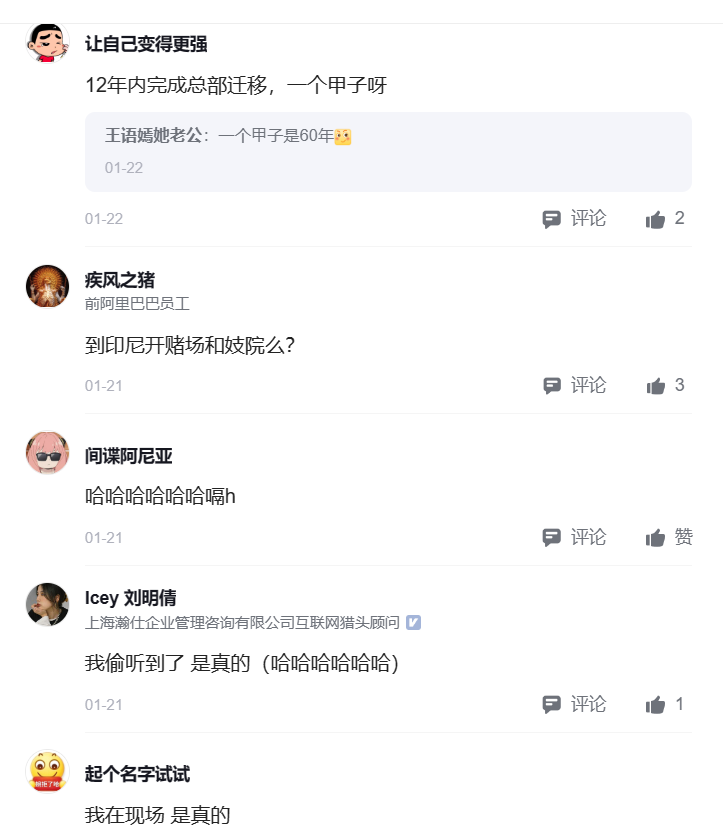 让自己变得更强
12年内完成总部迁移，一个甲子呀
王语嫣她老公：一个甲子是60年
01-22
01-22 评论 2
疾风之猪
前阿里巴巴员工
到印尼开赌场和妓院么？
01-21 评论 3
间谍阿尼亚
哈哈哈哈哈哈嗝h
01-21 评论 赞
Icey 刘明倩
上海瀚仕企业管理咨询有限公司互联网猎头顾问
我偷听到了 是真的（哈哈哈哈哈哈）
01-21 评论 1
起个名字试试
我在现场 是真的